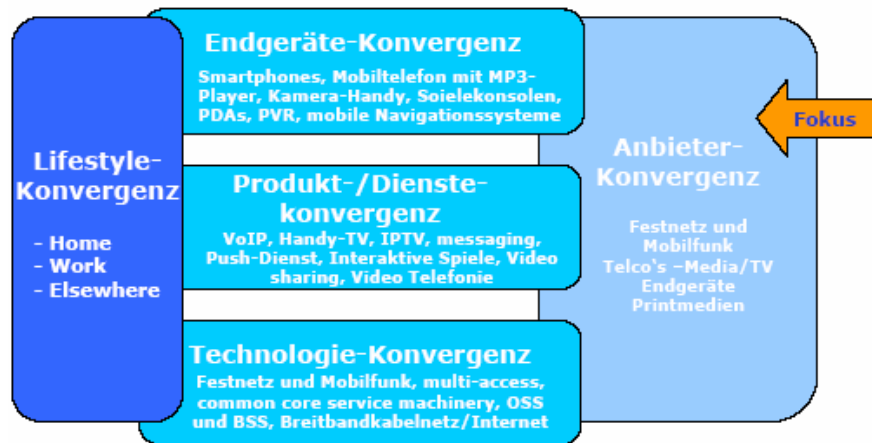 Lifestyle-
Konvergenz
- Home
- Work
- Elsewhere
Endgeräte-Konvergenz
Smartphones, Mobiltelefon mit MP3-
Player, Kamera-Handy, Soielekonsolen,
PDAs, PVR, mobile Navigationssysteme
Produkt-/Dienste-
konvergenz
VoIP, Handy-TV, IPTV, messaging,
Push-Dienst, Interaktive Spiele, Video
sharing, Video Telefonie
Technologie-Konvergenz
Festnetz und Mobilfunk, multi-access,
common core service machinery, OSS
und BSS, Breitbandkabelnetz/Internet
Anbieter-
Konvergenz
Festnetz und
Mobilfunk
Telco's –Media/TV
Endgeräte
Printmedien
Fokus